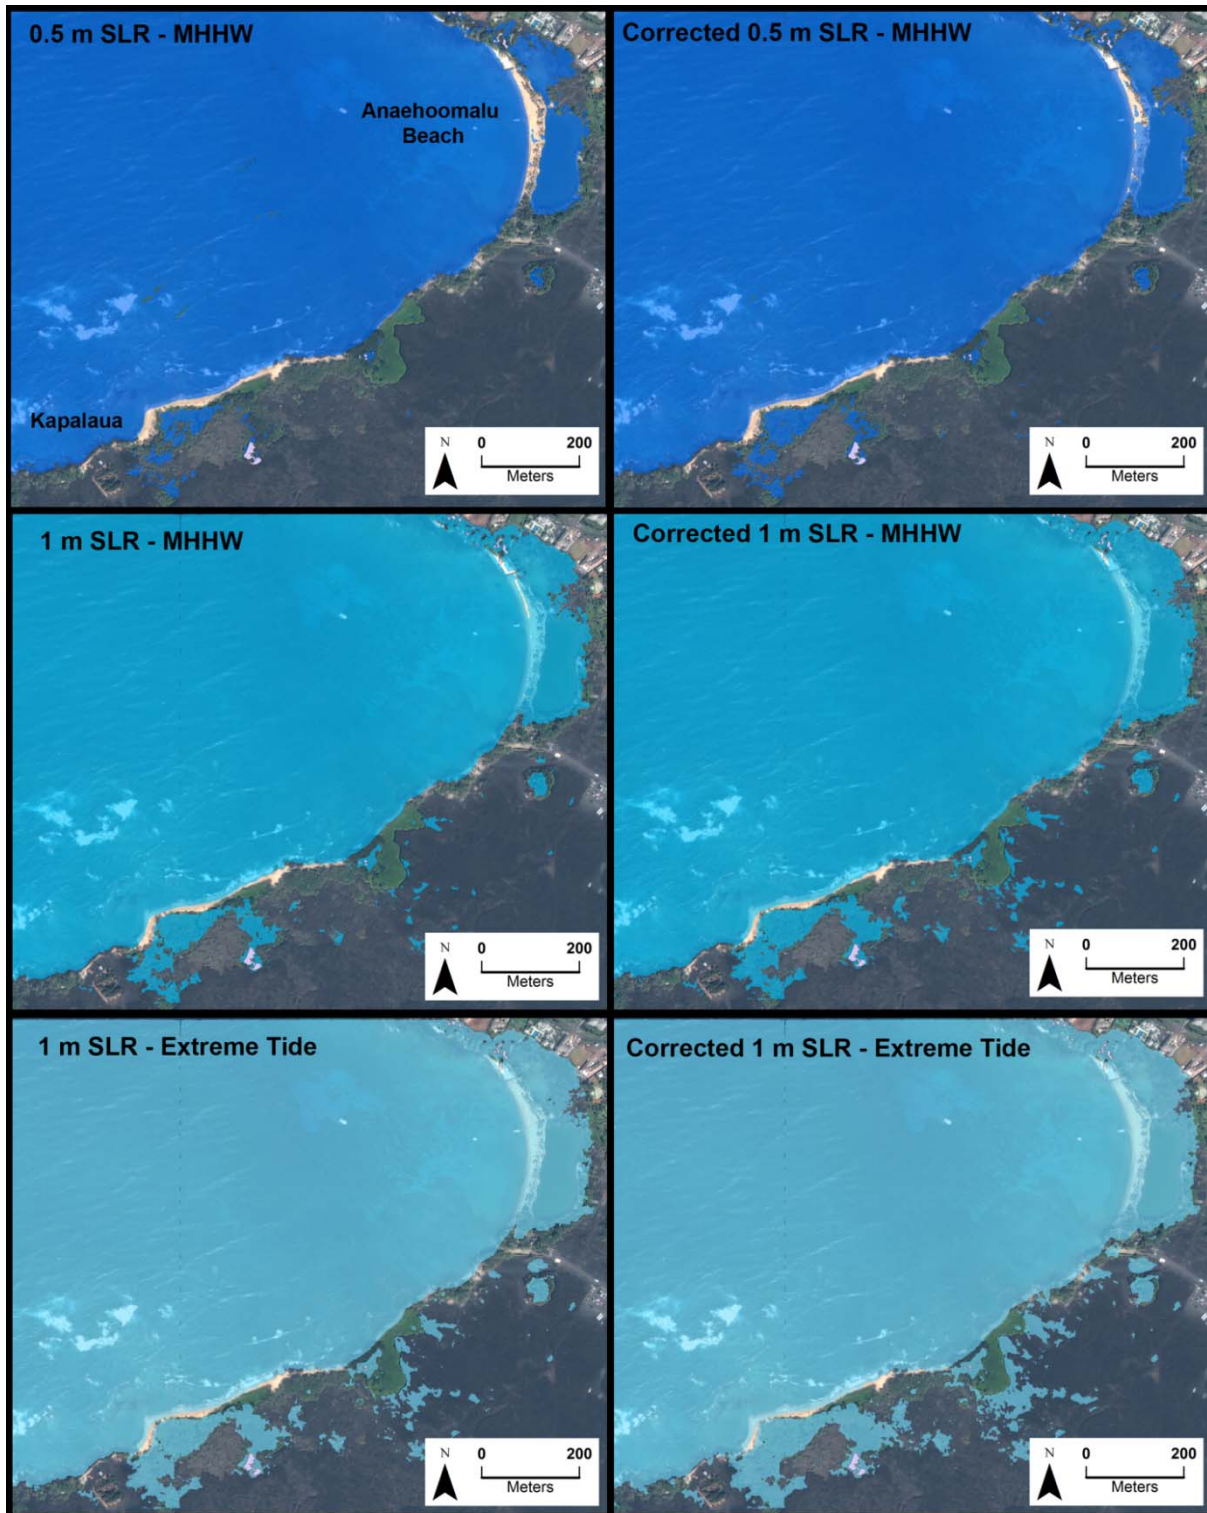 0.5 m SLR - MHHW
Anaehoomalu
Beach
Kapalaua
N
0 200
Meters
Corrected 0.5 m SLR - MHHW
N
0 200
Meters
1 m SLR - MHHW
N
0 200
Meters
Corrected 1 m SLR - MHHW
N
0 200
Meters
1 m SLR - Extreme Tide
N
0 200
Meters
Corrected 1 m SLR - Extreme Tide
N
0 200
Meters